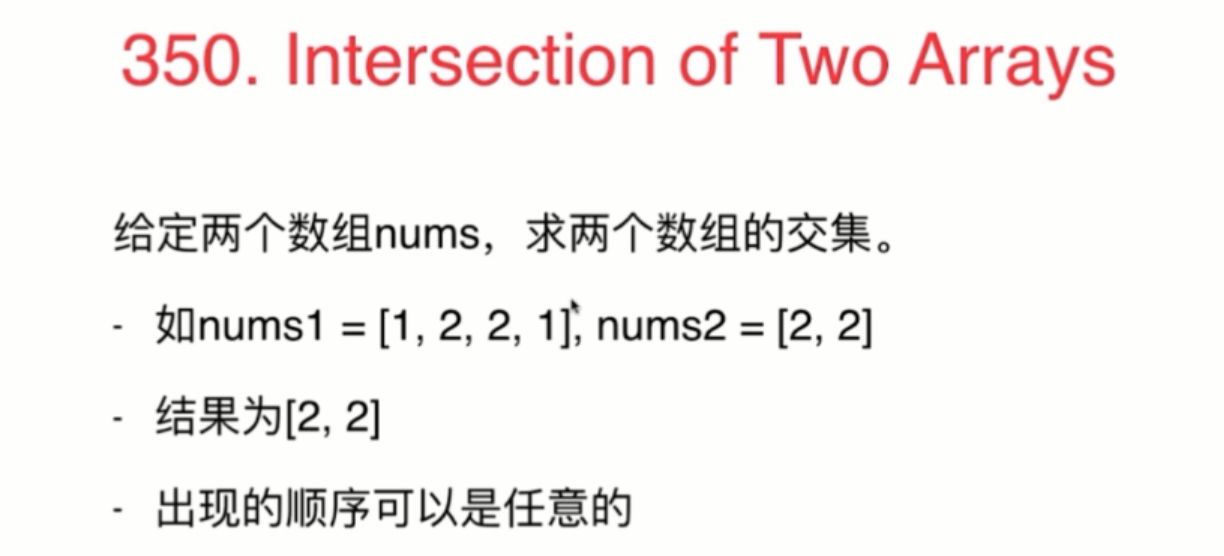 350. Intersection of Two Arrays
给定两个数组nums，求两个数组的交集。
- 如nums1 = [1, 2, 2, 1], nums2 = [2, 2]
- 结果为[2, 2]
- 出现的顺序可以是任意的